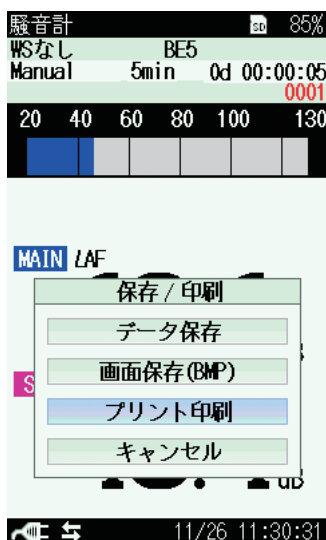 騒音計 SD 85%
WSなし BE5
Manual 5min 0d 00:00:05
0001
20 40 60 80 100 130
MAIN LAF
保存 / 印刷
データ保存
画面保存(BMP)
プリント印刷
キャンセル
S
dB
11/26 11:30:31